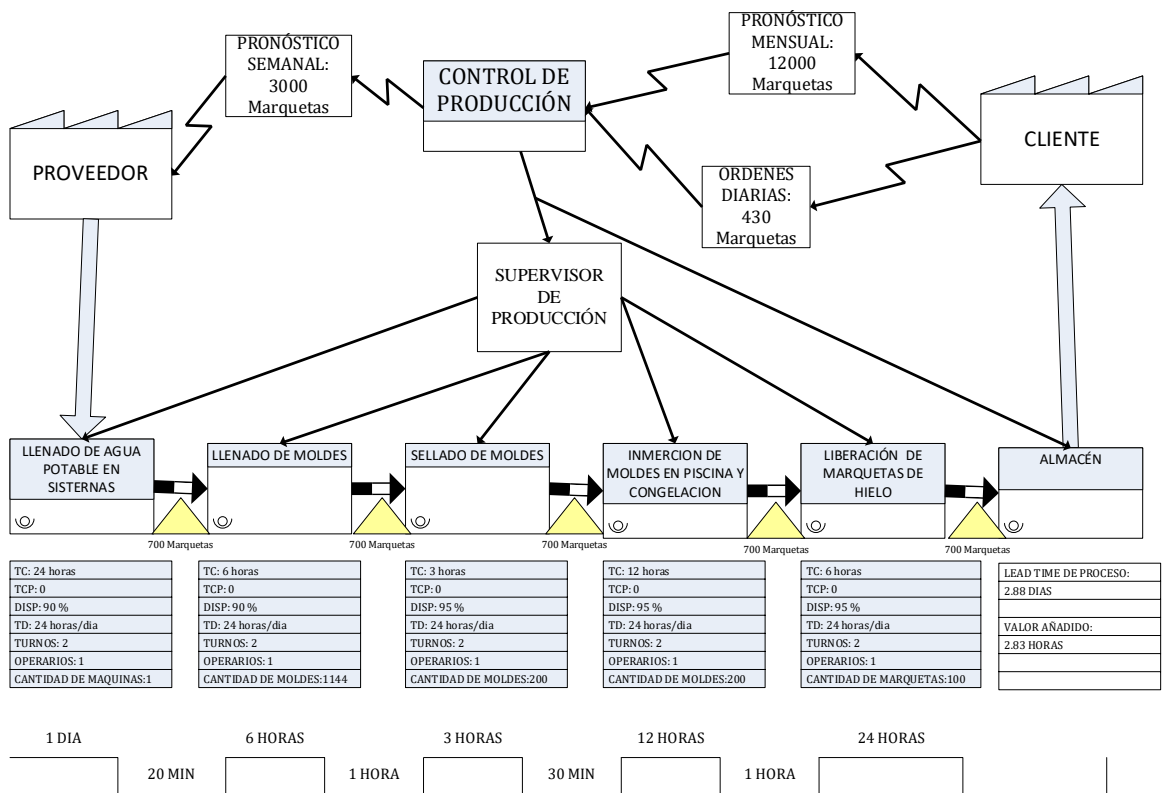 PRONÓSTICO
SEMANAL:
3000
Marquetas
CONTROL DE
PRODUCCIÓN
PRONÓSTICO
MENSUAL:
12000
Marquetas
PROVEEDOR
CLIENTE
ORDENES
DIARIAS:
430
Marquetas
SUPERVISOR
DE
PRODUCCIÓN
LLENADO DE AGUA
POTABLE EN
SISTERNAS
LLENADO DE MOLDES
SELLADO DE MOLDES
INMERCION DE
MOLDES EN PISCINA Y
CONGELACION
LIBERACIÓN DE
MARQUETAS DE
HIELO
ALMACÉN
700 Marquetas
700 Marquetas
700 Marquetas
700 Marquetas
700 Marquetas
TC: 24 horas
TCP: 0
DISP: 90 %
TD: 24 horas/dia
TURNOS: 2
OPERARIOS: 1
CANTIDAD DE MAQUINAS:1
TC: 6 horas
TCP: 0
DISP: 90 %
TD: 24 horas/dia
TURNOS: 2
OPERARIOS: 1
CANTIDAD DE MOLDES:1144
TC: 3 horas
TCP: 0
DISP: 95 %
TD: 24 horas/dia
TURNOS: 2
OPERARIOS: 1
CANTIDAD DE MOLDES:200
TC: 12 horas
TCP: 0
DISP: 95 %
TD: 24 horas/dia
TURNOS: 2
OPERARIOS: 1
CANTIDAD DE MOLDES:200
TC: 6 horas
TCP: 0
DISP: 95 %
TD: 24 horas/dia
TURNOS: 2
OPERARIOS: 1
CANTIDAD DE MARQUETAS:100
LEAD TIME DE PROCESO:
2.88 DIAS
VALOR AÑADIDO:
2.83 HORAS
1 DIA
6 HORAS
3 HORAS
12 HORAS
24 HORAS
20 MIN
1 HORA
30 MIN
1 HORA